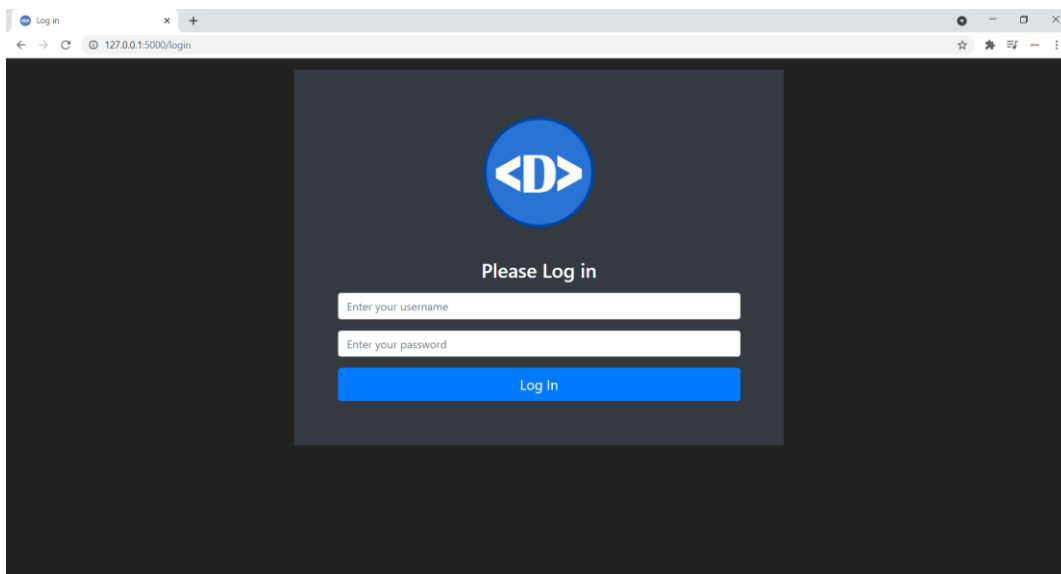 Log in
127.0.0.1:5000/login
<D>
Please Log in
Enter your username
Enter your password
Log In